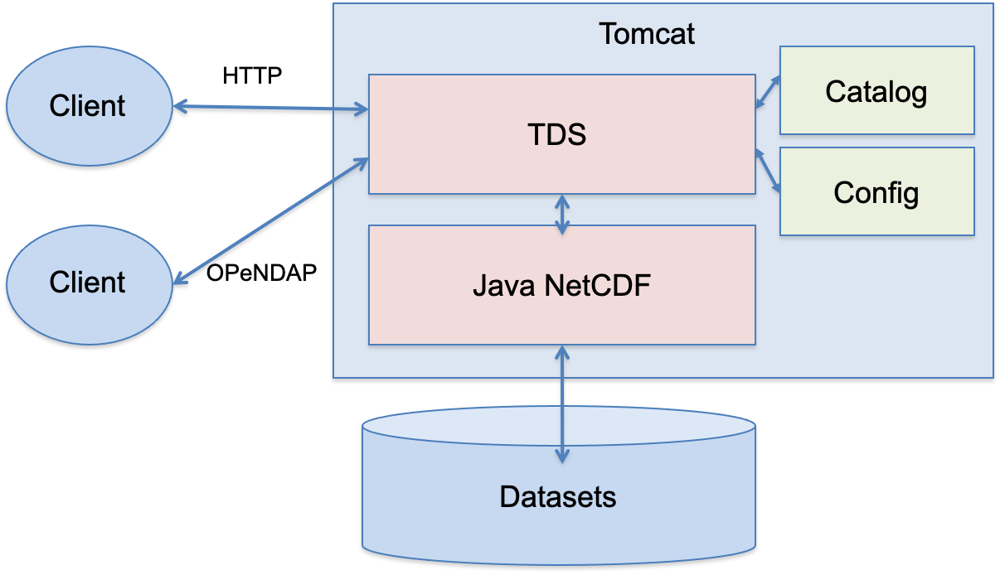 Tomcat
HTTP
Client
TDS
Catalog
Config
OPeNDAP
Client
Java NetCDF
Datasets